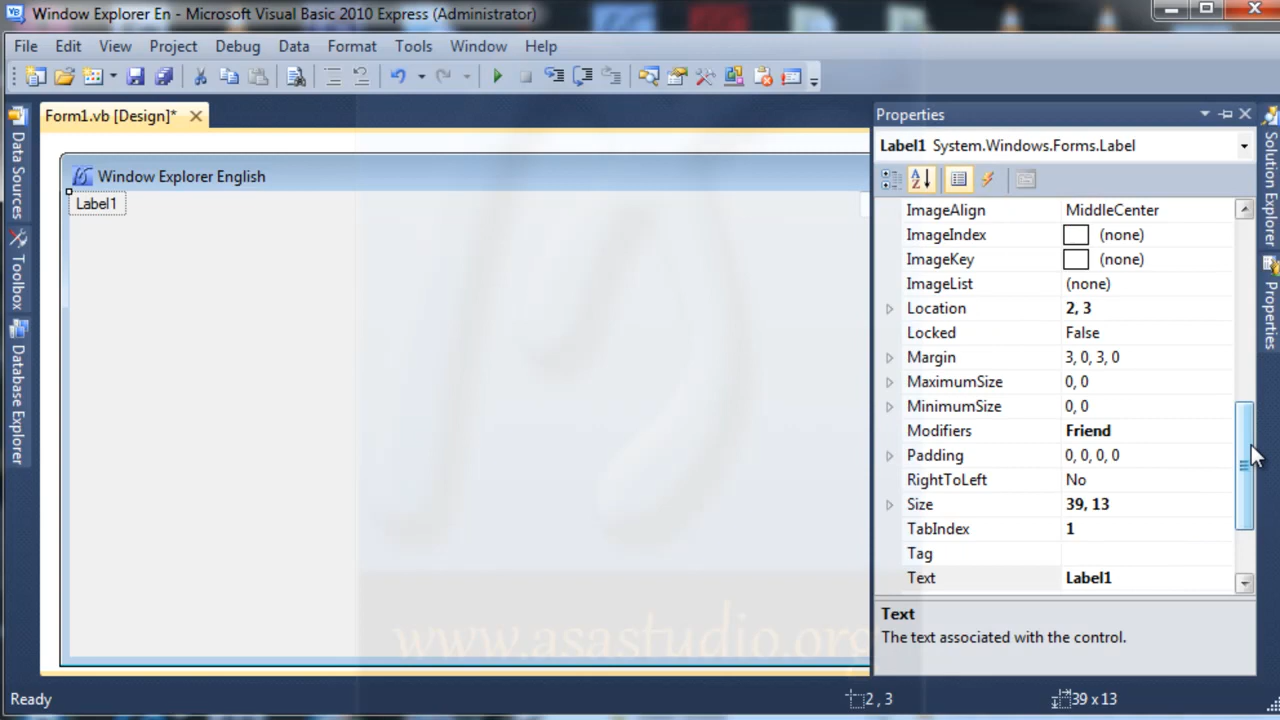 Window Explorer En - Microsoft Visual Basic 2010 Express (Administrator)
File Edit View Project Debug Data Format Tools Window Help
Form1.vb [Design]*
Data Sources
Toolbox
Database Explorer
Window Explorer English
Label1
www.asastudio.org
Properties
Label1 System.Windows.Forms.Label
ImageAlign MiddleCenter
ImageIndex (none)
ImageKey (none)
ImageList (none)
Location 2, 3
Locked False
Margin 3, 0, 3, 0
MaximumSize 0, 0
MinimumSize 0, 0
Modifiers Friend
Padding 0, 0, 0, 0
RightToLeft No
Size 39, 13
TabIndex 1
Tag
Text Label1
Text
The text associated with the control.
Solution Explorer
Properties
Ready 2 , 3 39 x 13